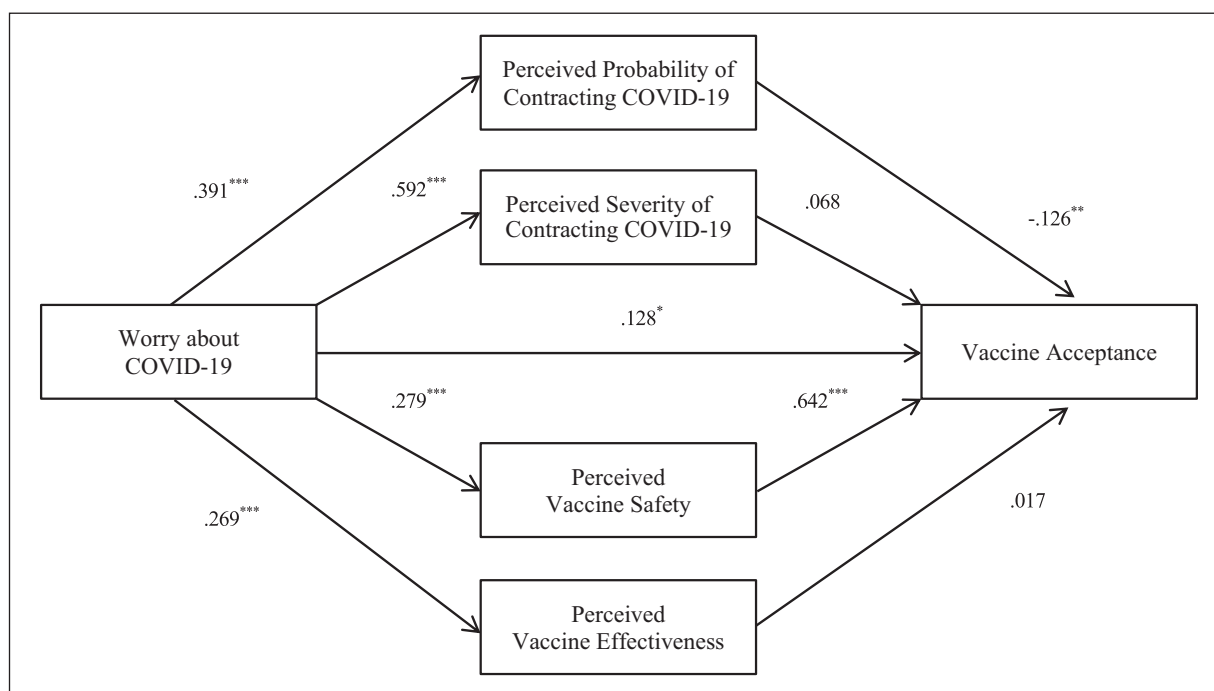 Perceived Probability of
Contracting COVID-19
.391***
.592***
Perceived Severity of
Contracting COVID-19
.068
-.126**
Worry about
COVID-19
.128*
Vaccine Acceptance
.279***
.642***
Perceived
Vaccine Safety
.269***
.017
Perceived
Vaccine Effectiveness